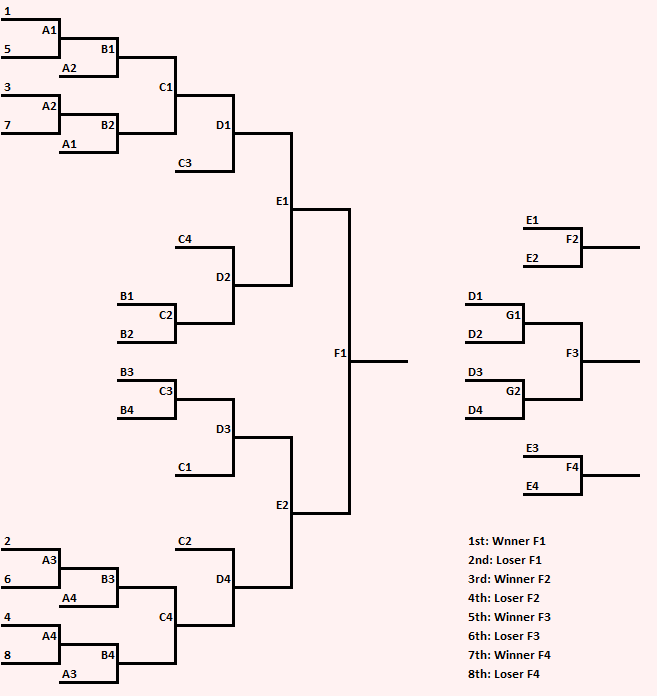 1
A1
5
B1
A2
3
C1
A2
7
B2
D1
A1
C3
E1
E1
F2
C4
E2
D2
B1
D1
C2
G1
B2
D2
F1
F3
B3
D3
C3
G2
B4
D4
D3
E3
C1
F4
E4
E2
2
C2
1st: Wnner F1
A3
2nd: Loser F1
6
B3
D4
3rd: Winner F2
A4
4th: Loser F2
4
C4
5th: Winner F3
A4
6th: Loser F3
8
B4
7th: Winner F4
A3
8th: Loser F4